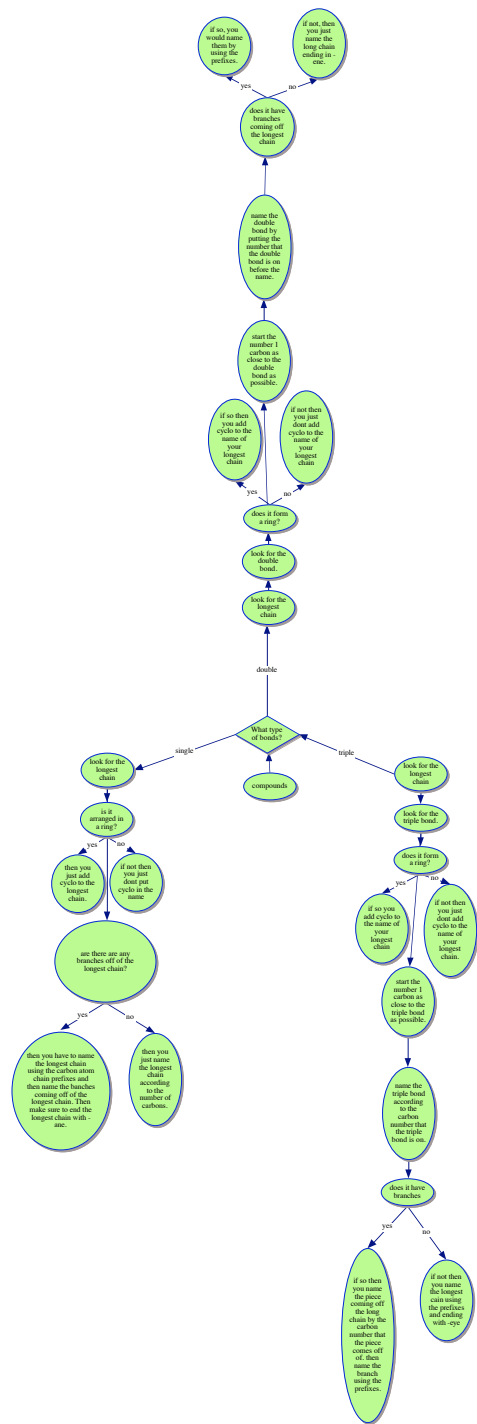 if so, you
would name
them by
using the
prefixes.
if not, then
you just
name the
long chain
ending in -
ene.
yes
no
does it have
branches
coming off
the longest
chain
name the
double
bond by
putting the
number that
the double
bond is on
before the
name.
start the
number 1
carbon as
close to the
double
bond as
possible.
if so then
you add
cyclo to the
name of
your
longest
chain
if not then
you just
dont add
cyclo to the
name of
your
longest
chain
yes
no
does it form
a ring?
look for the
double
bond.
look for the
longest
chain
double
What type
of bonds?
single
triple
compounds
look for the
longest
chain
is it
arranged in
a ring?
yes
no
then you
just add
cyclo to the
longest
chain.
if not then
you just
dont put
cyclo in the
name
are there are any
branches off of the
longest chain?
yes
no
then you have to name
the longest chain
using the carbon atom
chain prefixes and
then name the banches
coming off of the
longest chain. Then
make sure to end the
longest chain with -
ane.
then you
just name
the longest
chain
according
to the
number of
carbons.
look for the
longest
chain
look for the
triple bond.
does it form
a ring?
yes
no
if so you
add cyclo to
the name of
your
longest
chain
if not then
you just
dont add
cyclo to the
name of
your
longest
chain.
start the
number 1
carbon as
close to the
triple bond
as possible.
name the
triple bond
according
to the
carbon
number that
the triple
bond is on.
does it have
branches
yes
no
if so then
you name
the piece
coming off
the long
chain by the
carbon
number that
the piece
comes off
of. then
name the
branch
using the
prefixes.
if not then
you name
the longest
cain using
the prefixes
and ending
with -eye